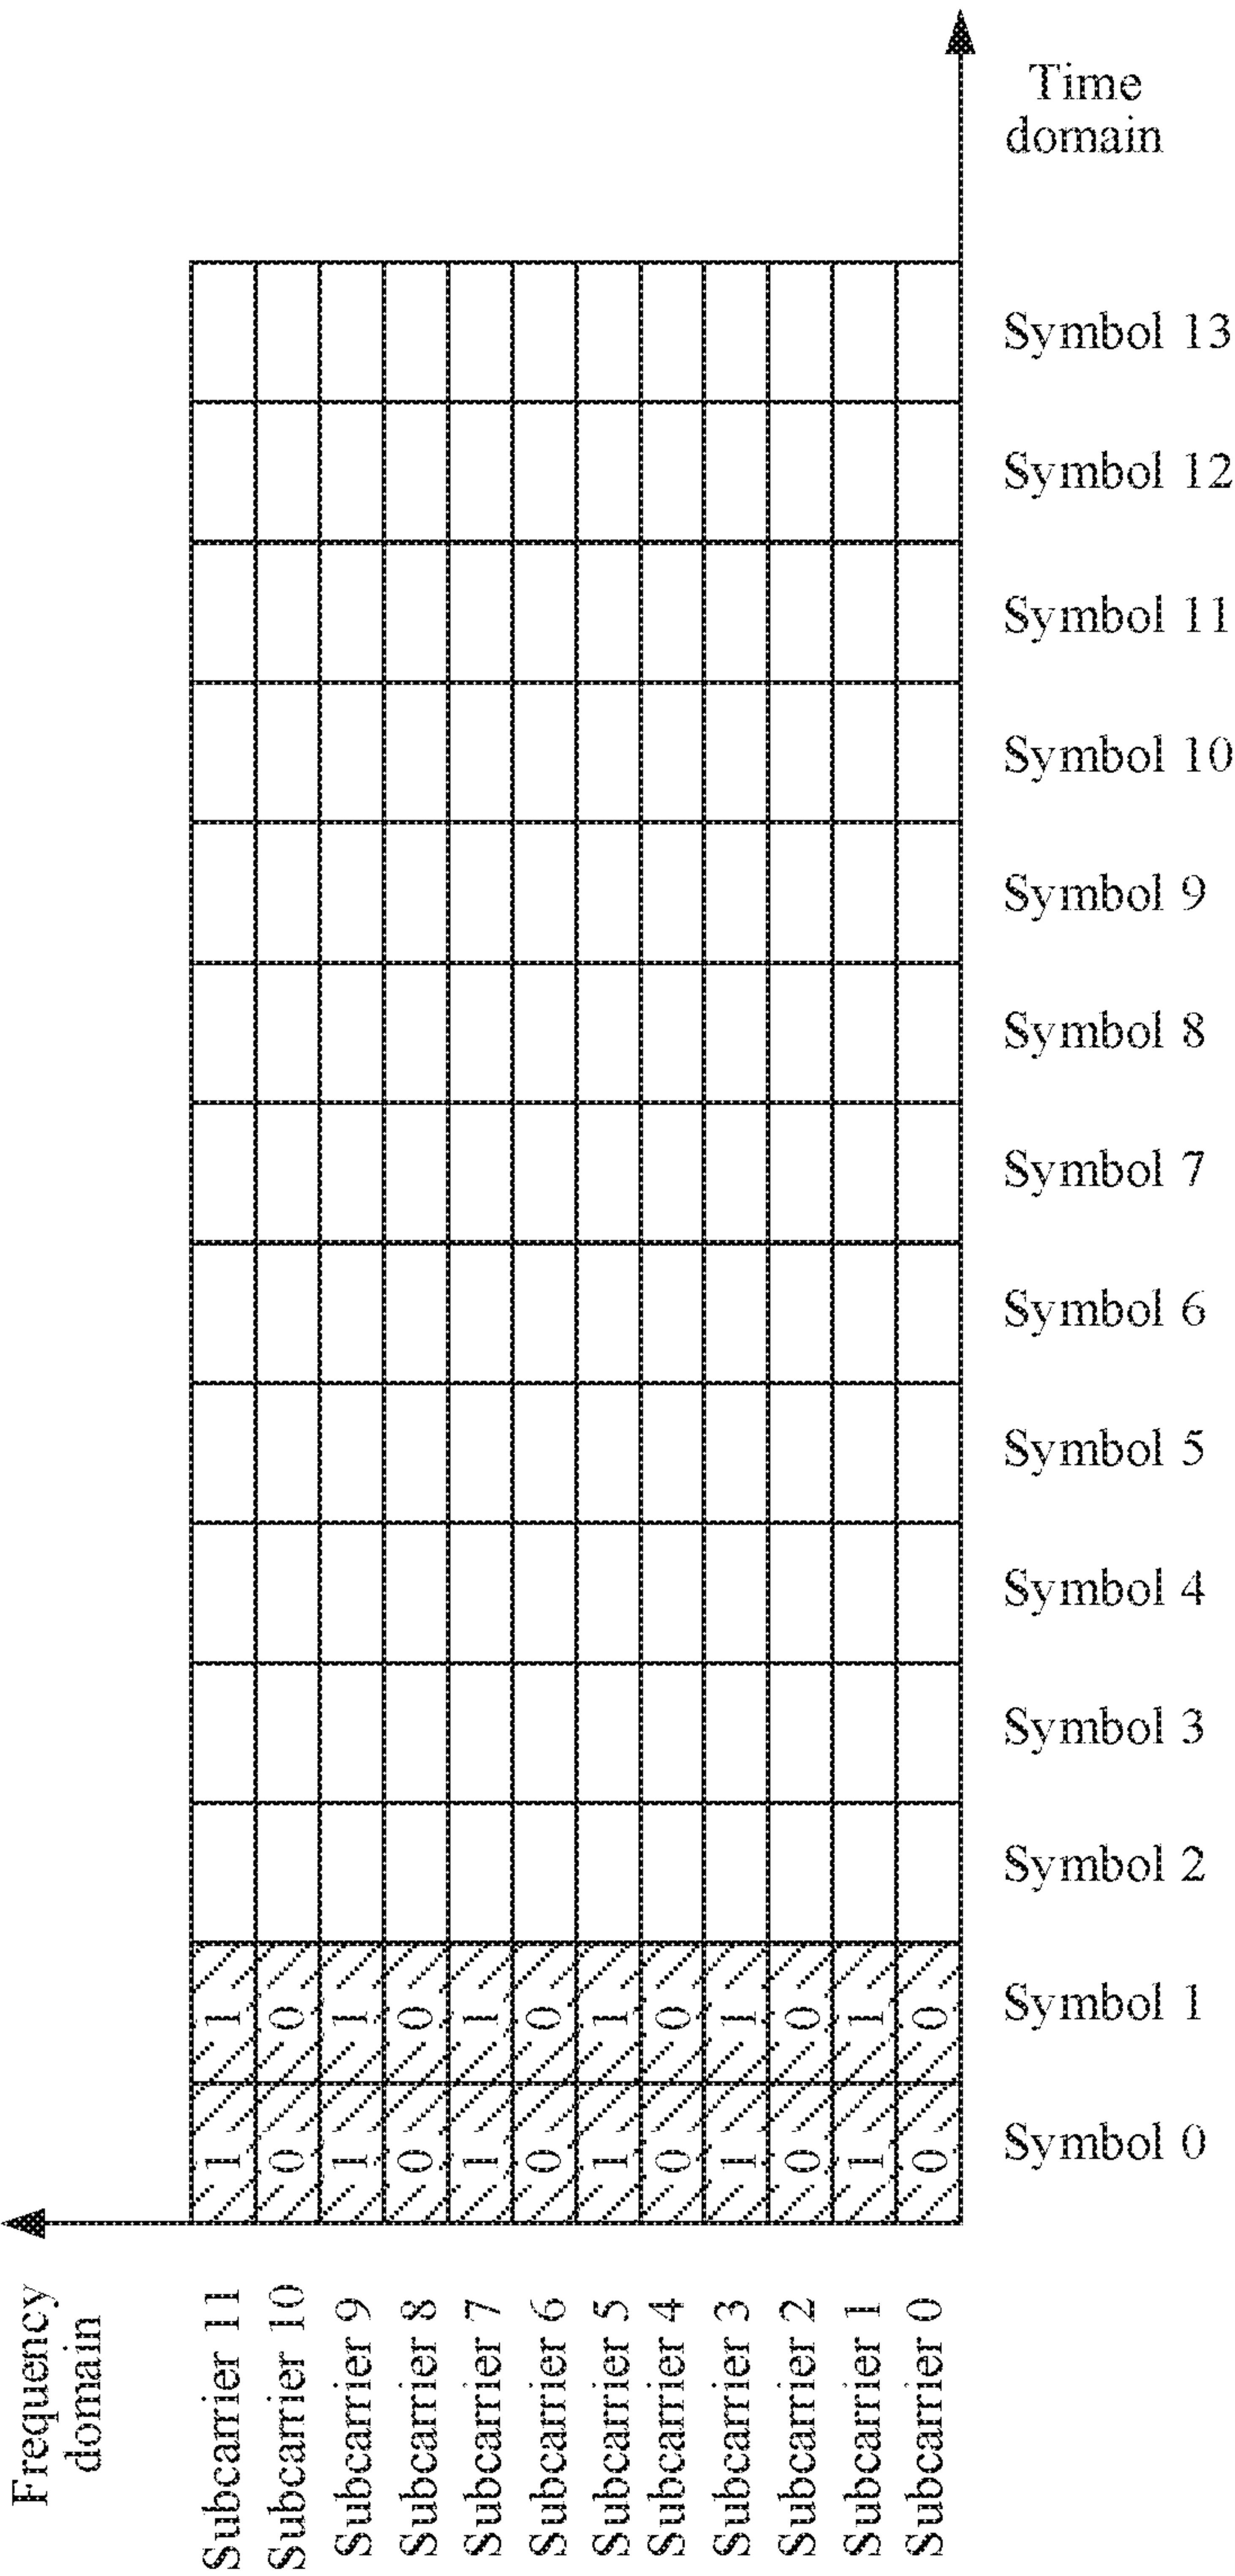 Time
domain
Symbol 13
Symbol 12
Symbol 11
Symbol 10
Symbol 9
Symbol 8
Symbol 7
Symbol 6
Symbol 5
Symbol 4
Symbol 3
Symbol 2
1 0 1 0 1 0 1 0 1 0 1 0
Symbol 1
1 0 1 0 1 0 1 0 1 0 1 0
Symbol 0
Frequency
domain
Subcarrier 11
Subcarrier 10
Subcarrier 9
Subcarrier 8
Subcarrier 7
Subcarrier 6
Subcarrier 5
Subcarrier 4
Subcarrier 3
Subcarrier 2
Subcarrier 1
Subcarrier 0